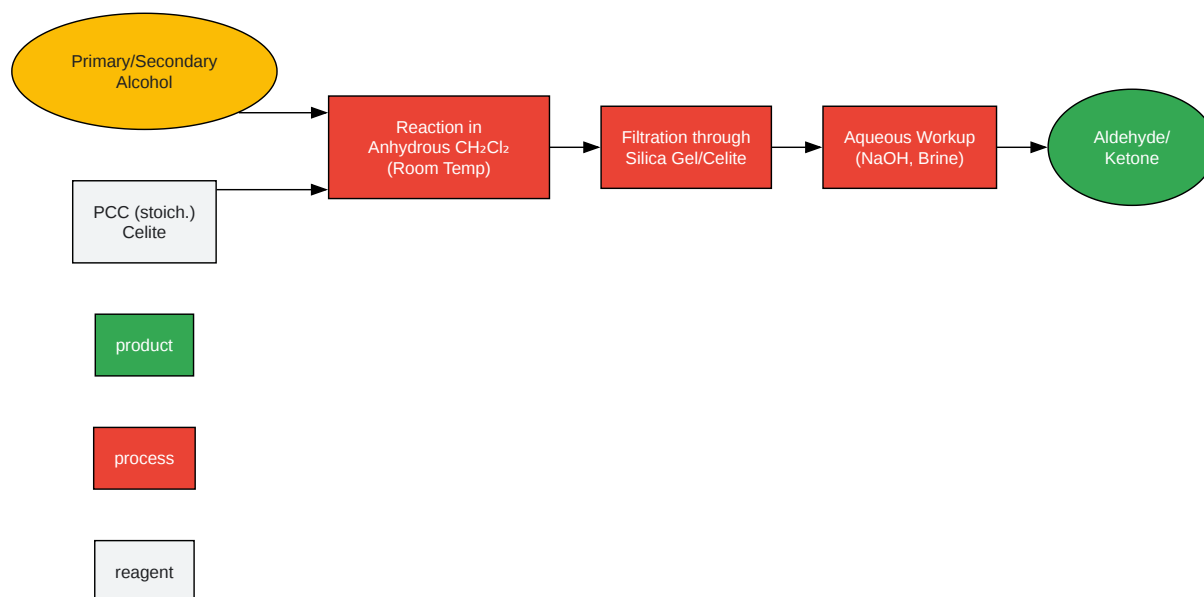 Primary/Secondary
Alcohol
PCC (stoich.)
Celite
Reaction in
Anhydrous CH₂Cl₂
(Room Temp)
Filtration through
Silica Gel/Celite
Aqueous Workup
(NaOH, Brine)
Aldehyde/
Ketone
product
process
reagent